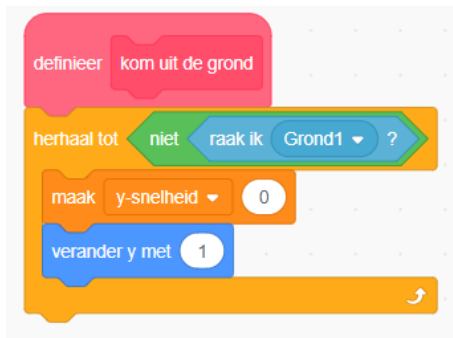 definieer kom uit de grond
herhaal tot niet raak ik Grond1 ?
maak y-snelheid 0
verander y met 1